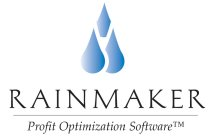 RAINMAKER
Profit Optimization Software™